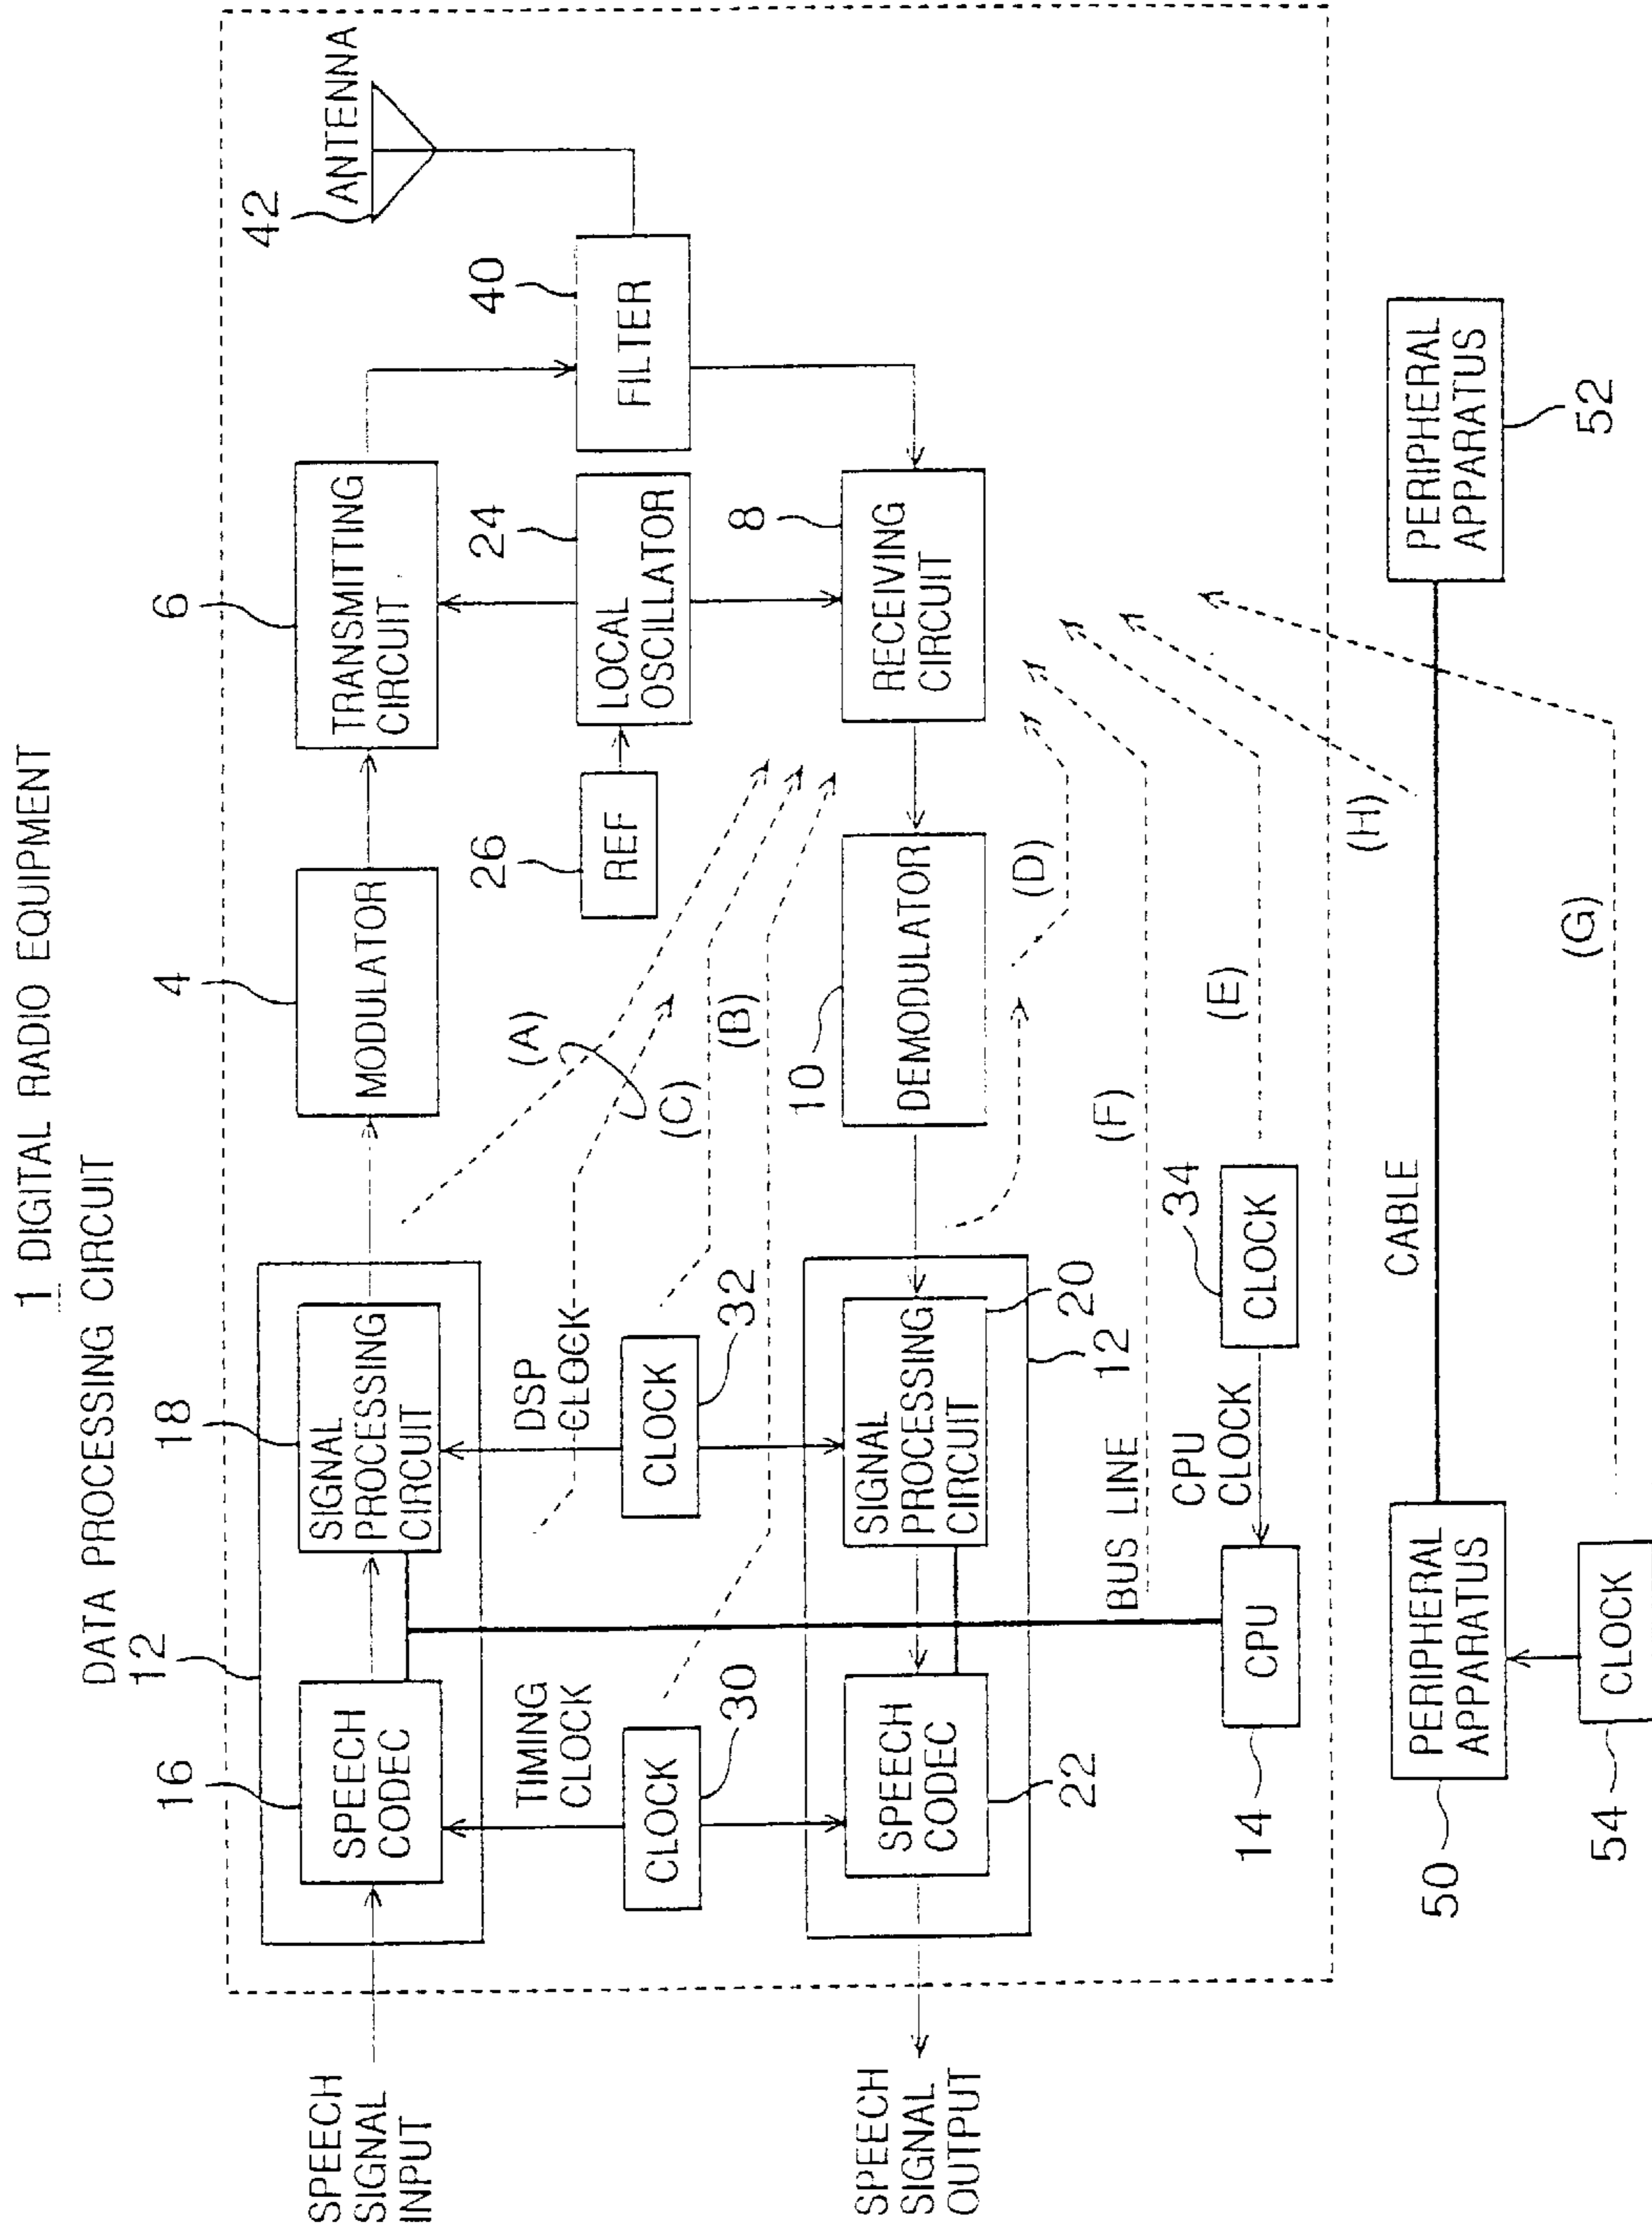 1 DIGITAL RADIO EQUIPMENT
DATA PROCESSING CIRCUIT
12
SPEECH
SIGNAL
INPUT
16
SPEECH
CODEC
18
SIGNAL
PROCESSING
CIRCUIT
4
MODULATOR
6
TRANSMITTING
CIRCUIT
42
ANTENNA
40
FILTER
24
LOCAL
OSCILLATOR
26
REF
(A)
(C)
(B)
TIMING
CLOCK
CLOCK
30
DSP
CLOCK
CLOCK
32
8
RECEIVING
CIRCUIT
10
DEMODULATOR
(D)
SIGNAL
PROCESSING
CIRCUIT
20
12
SPEECH
CODEC
22
SPEECH
SIGNAL
OUTPUT
BUS LINE
(F)
CPU
14
CPU
CLOCK
CLOCK
34
(E)
(H)
PERIPHERAL
APPARATUS
50
CABLE
PERIPHERAL
APPARATUS
52
CLOCK
54
(G)